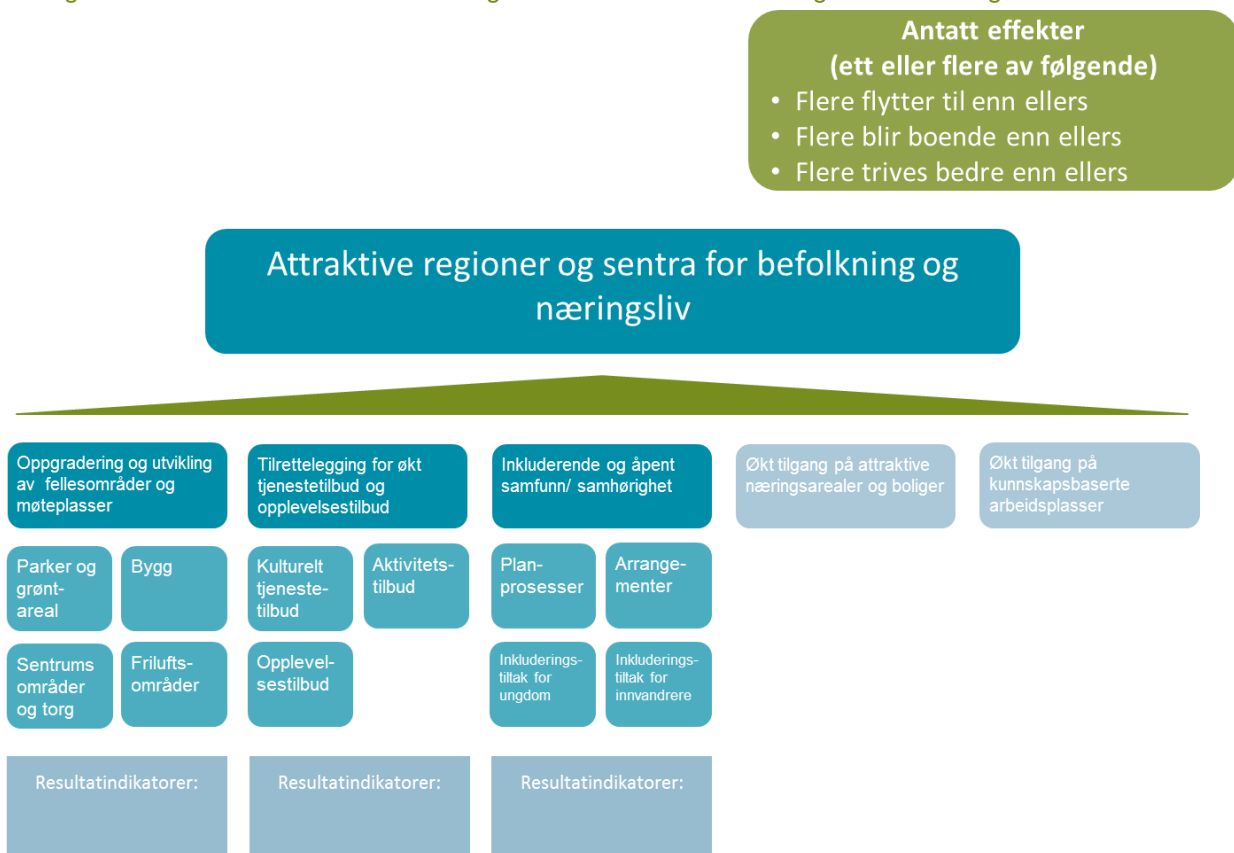 Antatt effekter
(ett eller flere av følgende)
• Flere flytter til enn ellers
• Flere blir boende enn ellers
• Flere trives bedre enn ellers
Attraktive regioner og sentra for befolkning og
næringsliv
Oppgradering og utvikling
av fellesområder og
møteplasser
Tilrettelegging for økt
tjenestetilbud og
opplevelsestilbud
Inkluderende og åpent
samfunn/ samhørighet
Økt tilgang på attraktive
næringsarealer og boliger
Økt tilgang på
kunnskapsbaserte
arbeidsplasser
Parker og
grønt-
areal
Bygg
Kulturelt
tjeneste-
tilbud
Aktivitets-
tilbud
Plan-
prosesser
Arrange-
menter
Sentrums
områder
og torg
Frilufts-
områder
Opplevel-
sestilbud
Inkluderings-
tiltak for
ungdom
Inkluderings-
tiltak for
innvandrere
Resultatindikatorer:
Resultatindikatorer:
Resultatindikatorer: